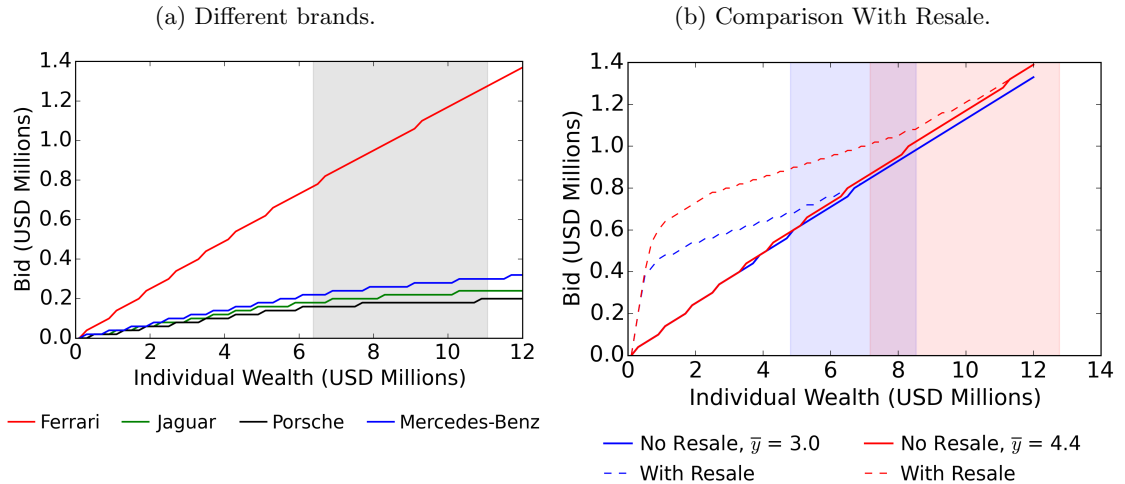 (a) Different brands.
1.4
1.2
1.0
0.8
0.6
0.4
0.2
0.0
0 2 4 6 8 10 12
Bid (USD Millions)
Individual Wealth (USD Millions)
Ferrari Jaguar Porsche Mercedes-Benz
(b) Comparison With Resale.
1.4
1.2
1.0
0.8
0.6
0.4
0.2
0.0
0 2 4 6 8 10 12 14
Bid (USD Millions)
Individual Wealth (USD Millions)
No Resale, y̅ = 3.0 No Resale, y̅ = 4.4
With Resale With Resale